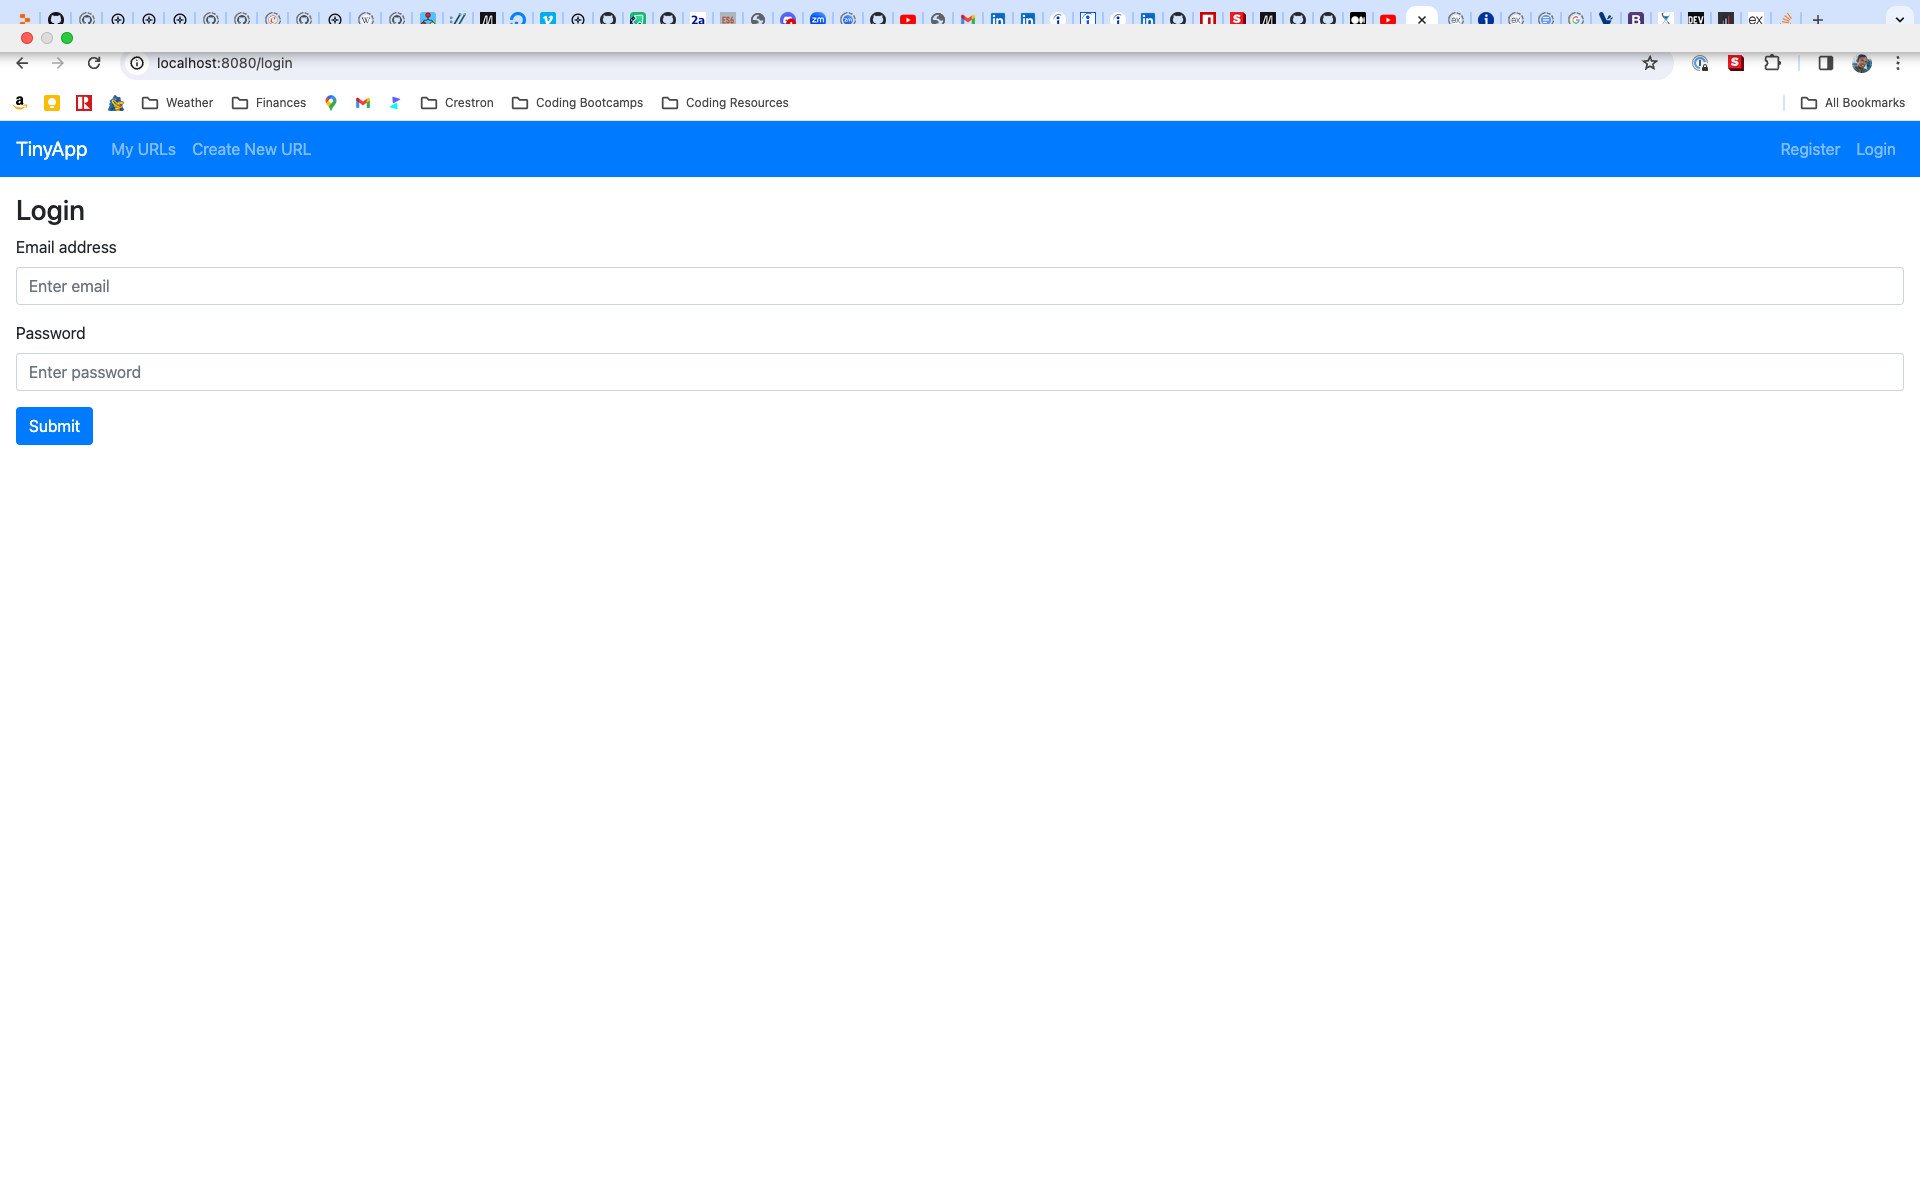 localhost:8080/login
Weather Finances Crestron Coding Bootcamps Coding Resources All Bookmarks
TinyApp My URLs Create New URL Register Login
Login
Email address
Enter email
Password
Enter password
Submit